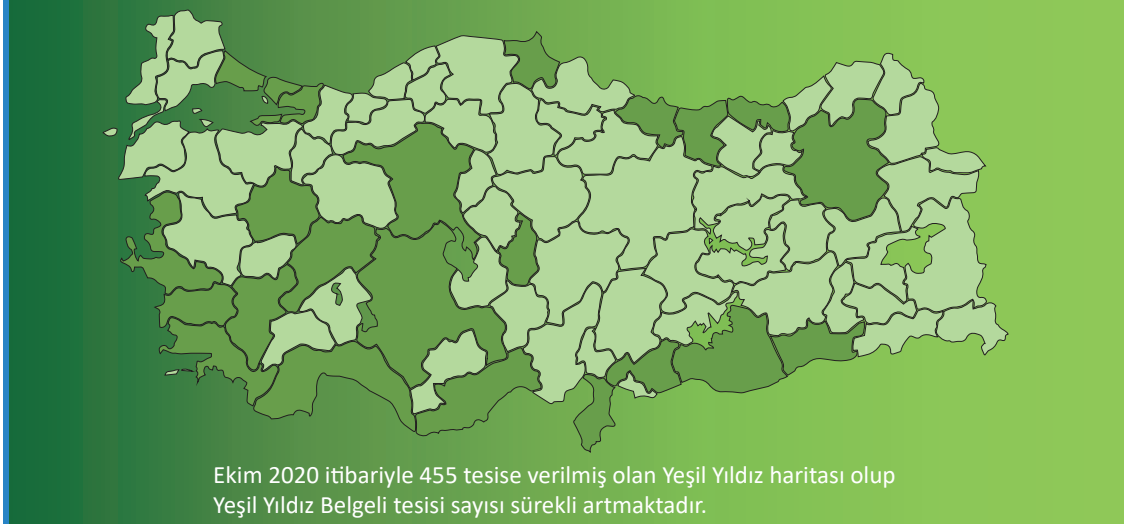 Ekim 2020 itibariyle 455 tesise verilmiş olan Yeşil Yıldız haritası olup
Yeşil Yıldız Belgeli tesisi sayısı sürekli artmaktadır.